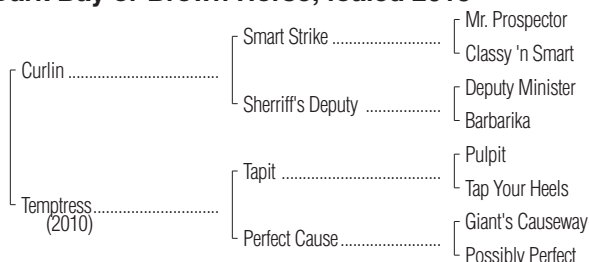 Dark Bay or Brown Horse; foaled 2016
Mr. Prospector
Smart Strike ........................
Classy 'n Smart
Curlin ..................................
Deputy Minister
Sherriff's Deputy .................
Barbarika
Pulpit
Tapit ...................................
Tap Your Heels
Temptress............................
(2010)
Giant's Causeway
Perfect Cause......................
Possibly Perfect